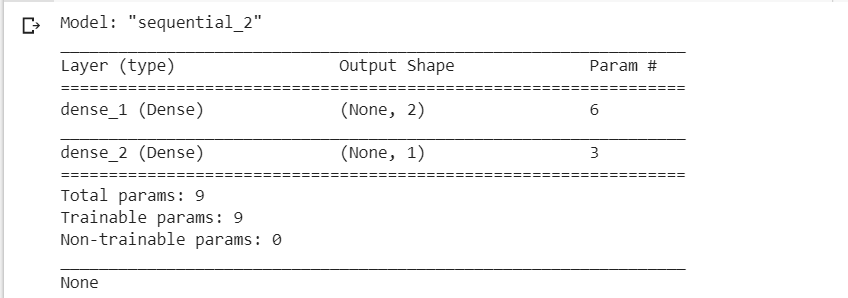 Model: "sequential_2"
_________________________________________________________________
Layer (type)                 Output Shape              Param #
=================================================================
dense_1 (Dense)              (None, 2)                 6
_________________________________________________________________
dense_2 (Dense)              (None, 1)                 3
=================================================================
Total params: 9
Trainable params: 9
Non-trainable params: 0
_________________________________________________________________
None